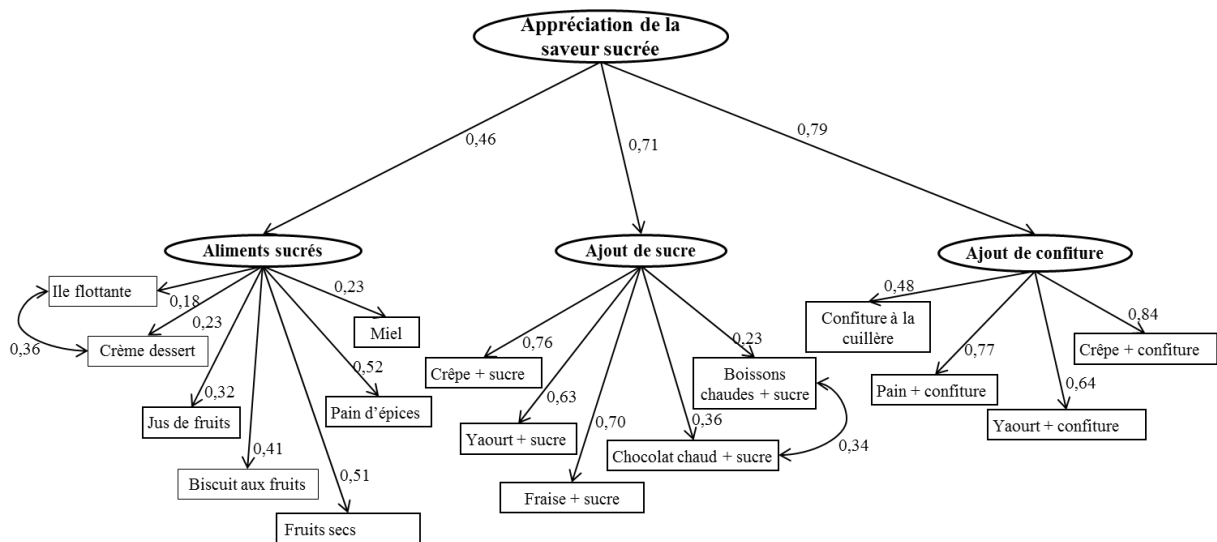 Appréciation de la
saveur sucrée
0,46
0,71
0,79
Aliments sucrés
Ajout de sucre
Ajout de confiture
Ile flottante
0,18
0,23
0,36
Crème dessert
0,23
Miel
0,32
Jus de fruits
0,52
Pain d’épices
0,41
Biscuit aux fruits
0,51
Fruits secs
0,76
Crêpe + sucre
0,63
Yaourt + sucre
0,70
Fraise + sucre
0,36
Chocolat chaud + sucre
0,23
Boissons
chaudes + sucre
0,34
0,48
Confiture à la
cuillère
0,77
Pain + confiture
0,64
Yaourt + confiture
0,84
Crêpe + confiture